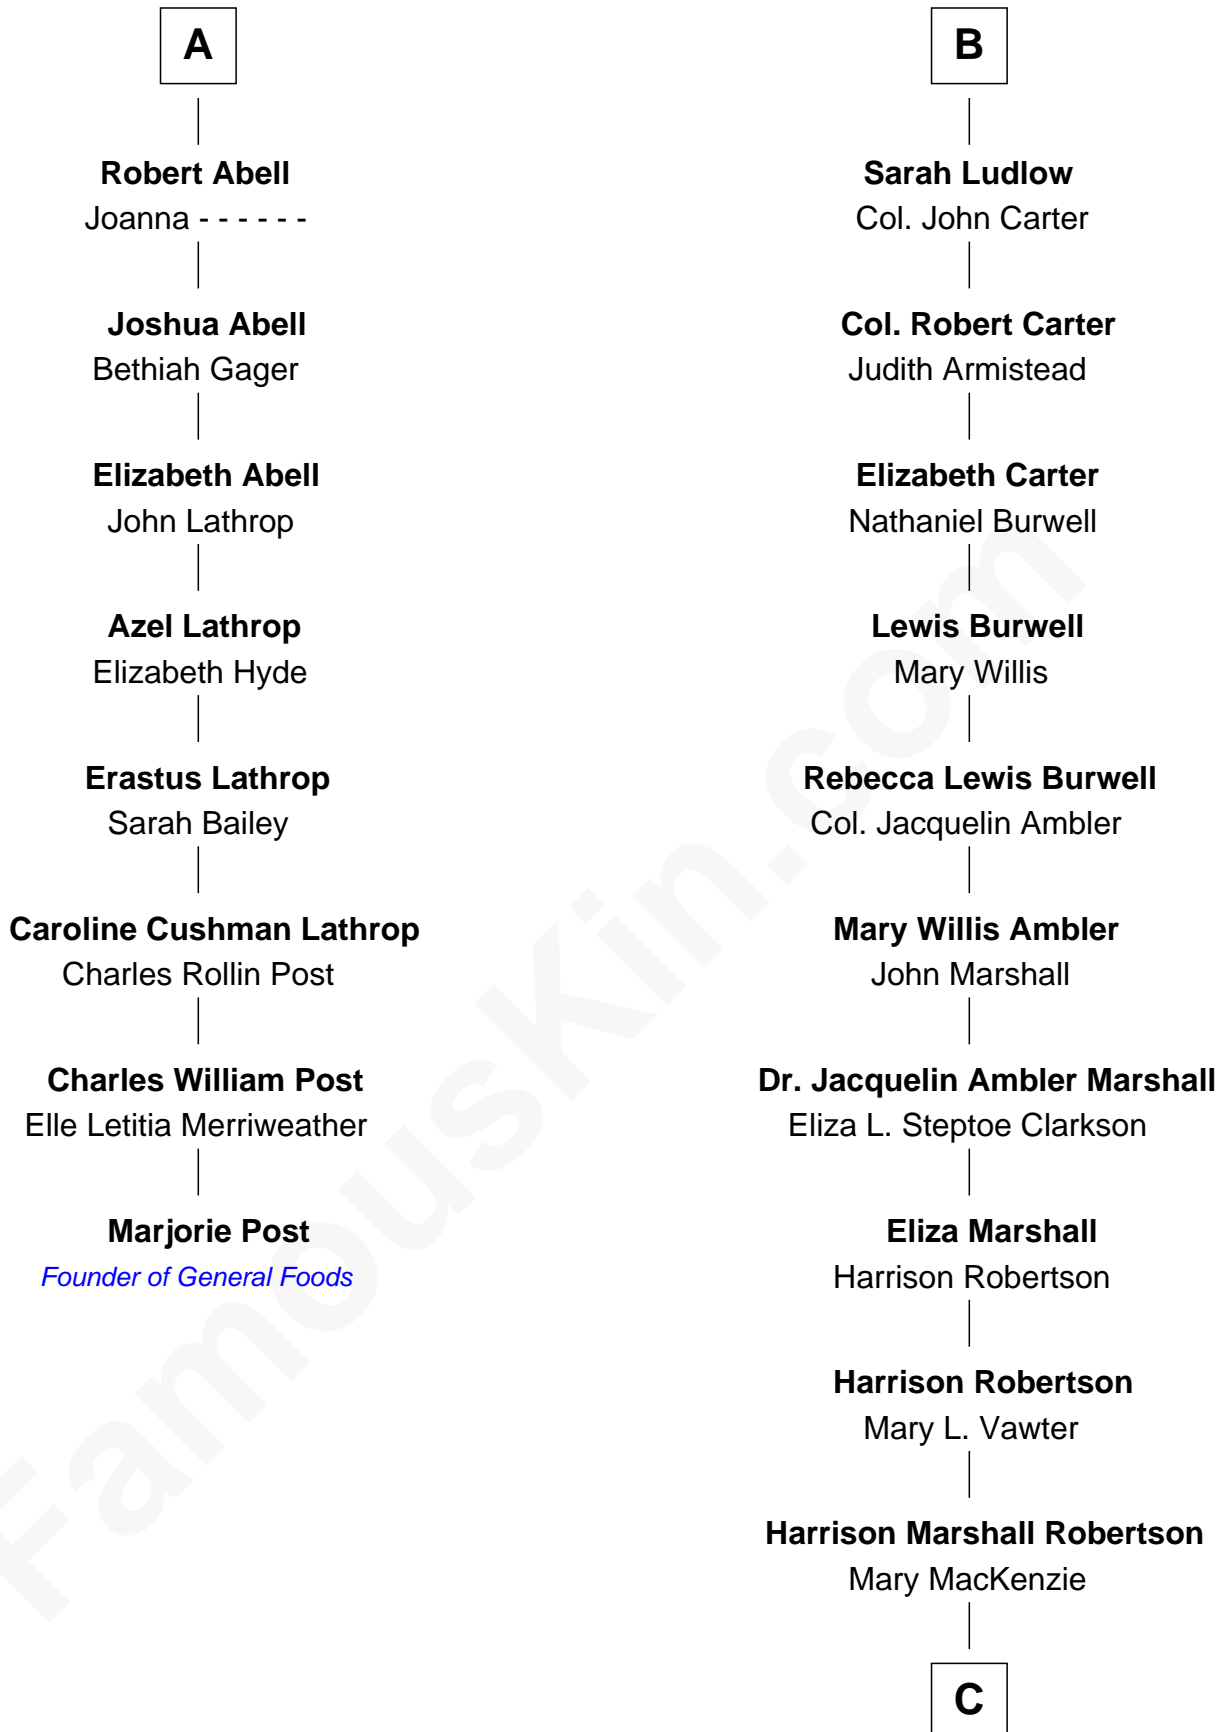 A
Robert Abell
Joanna - - - - - -
Joshua Abell
Bethiah Gager
Elizabeth Abell
John Lathrop
Azel Lathrop
Elizabeth Hyde
Erastus Lathrop
Sarah Bailey
Caroline Cushman Lathrop
Charles Rollin Post
Charles William Post
Elle Letitia Merriweather
Marjorie Post
Founder of General Foods
B
Sarah Ludlow
Col. John Carter
Col. Robert Carter
Judith Armistead
Elizabeth Carter
Nathaniel Burwell
Lewis Burwell
Mary Willis
Rebecca Lewis Burwell
Col. Jacquelin Ambler
Mary Willis Ambler
John Marshall
Dr. Jacquelin Ambler Marshall
Eliza L. Steptoe Clarkson
Eliza Marshall
Harrison Robertson
Harrison Robertson
Mary L. Vawter
Harrison Marshall Robertson
Mary MacKenzie
C
FamousKin.com